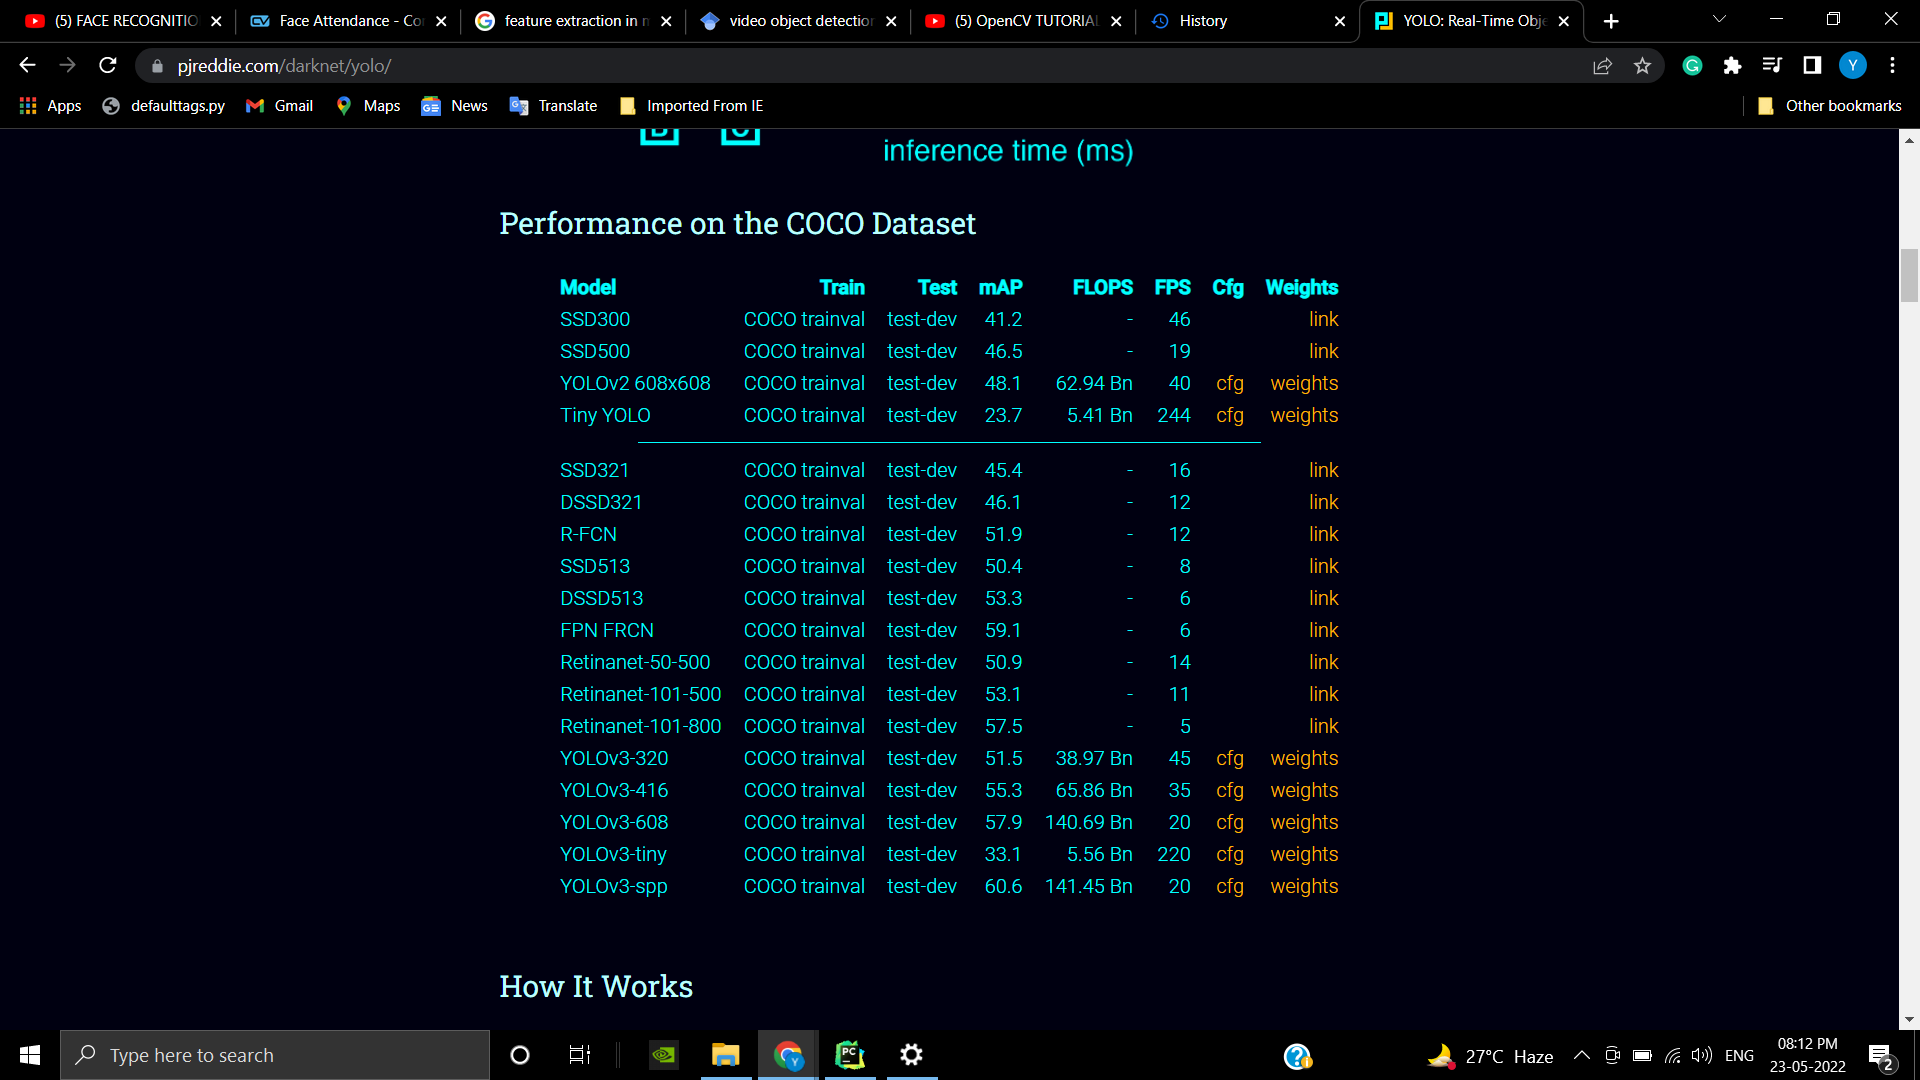 (5) FACE RECOGNITIO Face Attendance - Co feature extraction in m video object detection (5) OpenCV TUTORIAL History YOLO: Real-Time Obje
pjreddie.com/darknet/yolo/ Y
Apps defaulttags.py Gmail Maps News Translate Imported From IE Other bookmarks
inference time (ms)
Performance on the COCO Dataset
Model Train Test mAP FLOPS FPS Cfg Weights
SSD300 COCO trainval test-dev 41.2 - 46 link
SSD500 COCO trainval test-dev 46.5 - 19 link
YOLOv2 608x608 COCO trainval test-dev 48.1 62.94 Bn 40 cfg weights
Tiny YOLO COCO trainval test-dev 23.7 5.41 Bn 244 cfg weights
SSD321 COCO trainval test-dev 45.4 - 16 link
DSSD321 COCO trainval test-dev 46.1 - 12 link
R-FCN COCO trainval test-dev 51.9 - 12 link
SSD513 COCO trainval test-dev 50.4 - 8 link
DSSD513 COCO trainval test-dev 53.3 - 6 link
FPN FRCN COCO trainval test-dev 59.1 - 6 link
Retinanet-50-500 COCO trainval test-dev 50.9 - 14 link
Retinanet-101-500 COCO trainval test-dev 53.1 - 11 link
Retinanet-101-800 COCO trainval test-dev 57.5 - 5 link
YOLOv3-320 COCO trainval test-dev 51.5 38.97 Bn 45 cfg weights
YOLOv3-416 COCO trainval test-dev 55.3 65.86 Bn 35 cfg weights
YOLOv3-608 COCO trainval test-dev 57.9 140.69 Bn 20 cfg weights
YOLOv3-tiny COCO trainval test-dev 33.1 5.56 Bn 220 cfg weights
YOLOv3-spp COCO trainval test-dev 60.6 141.45 Bn 20 cfg weights
How It Works
Type here to search 27°C Haze ENG 08:12 PM
23-05-2022 2